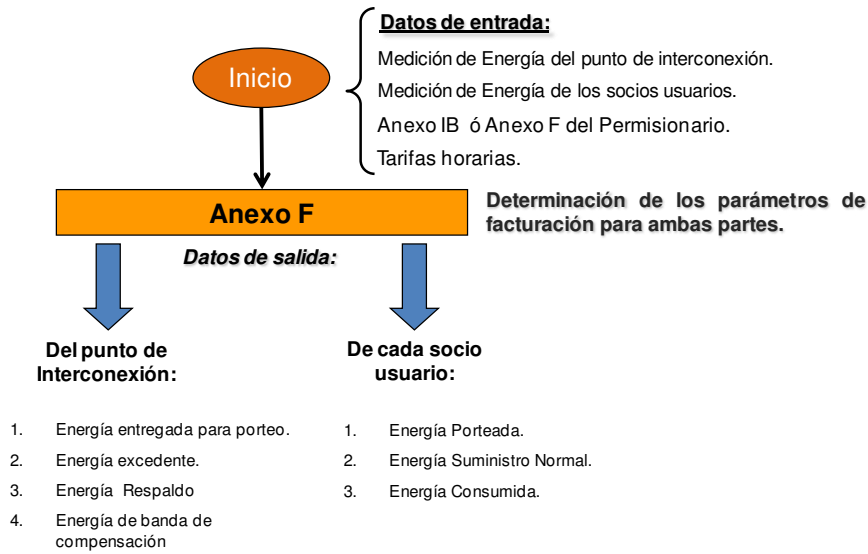 Inicio
Datos de entrada:
Medición de Energía del punto de interconexión.
Medición de Energía de los socios usuarios.
Anexo IB ó Anexo F del Permisionario.
Tarifas horarias.
Anexo F
Determinación de los parámetros de
facturación para ambas partes.
Datos de salida:
Del punto de
Interconexión:
1. Energía entregada para porteo.
2. Energía excedente.
3. Energía Respaldo
4. Energía de banda de
compensación
De cada socio
usuario:
1. Energía Porteada.
2. Energía Suministro Normal.
3. Energía Consumida.